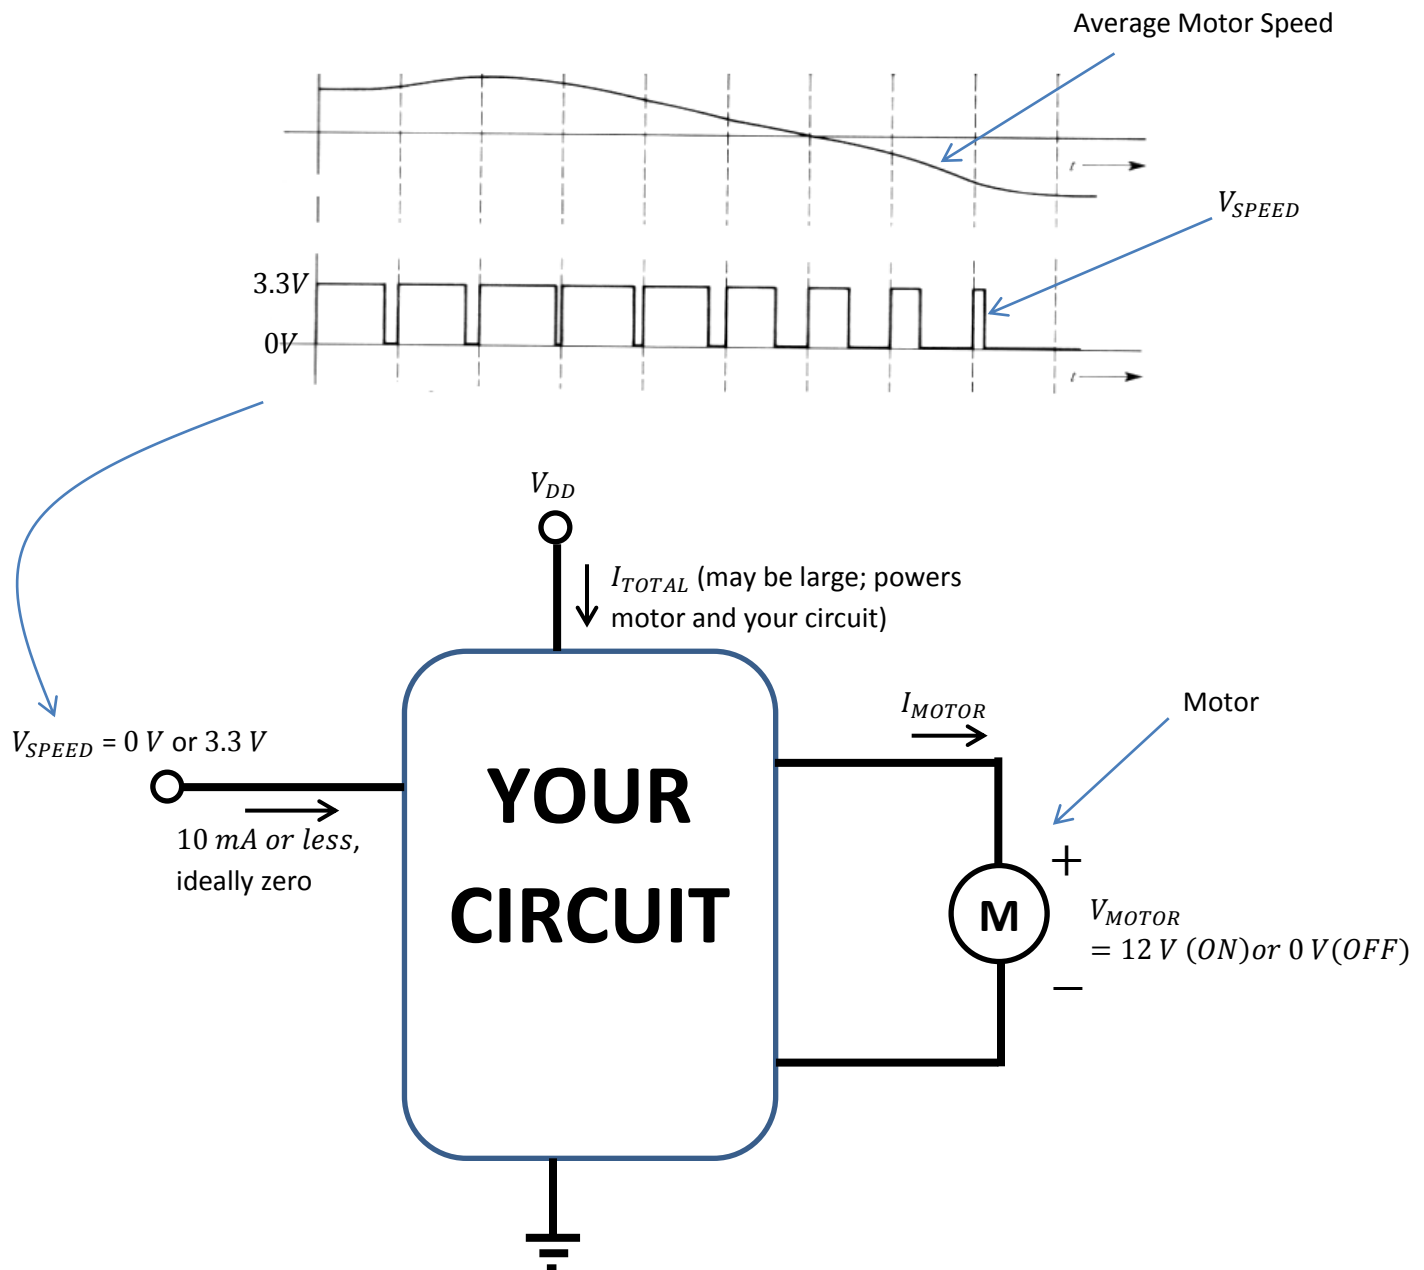 Average Motor Speed
t
V_SPEED
3.3V
0V
t
V_DD
I_TOTAL (may be large; powers
motor and your circuit)
I_MOTOR
Motor
V_SPEED = 0 V or 3.3 V
YOUR
CIRCUIT
10 mA or less,
ideally zero
+
M
V_MOTOR
= 12 V (ON)or 0 V(OFF)
−